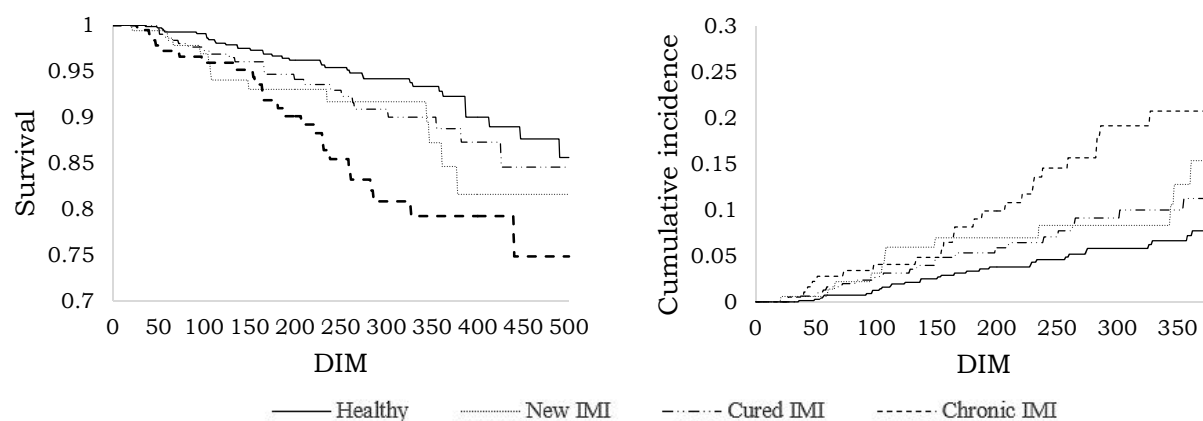 Survival
1
0.95
0.9
0.85
0.8
0.75
0.7
0 50 100 150 200 250 300 350 400 450 500
DIM
Cumulative incidence
0.3
0.25
0.2
0.15
0.1
0.05
0
0 50 100 150 200 250 300 350
DIM
Healthy New IMI Cured IMI Chronic IMI